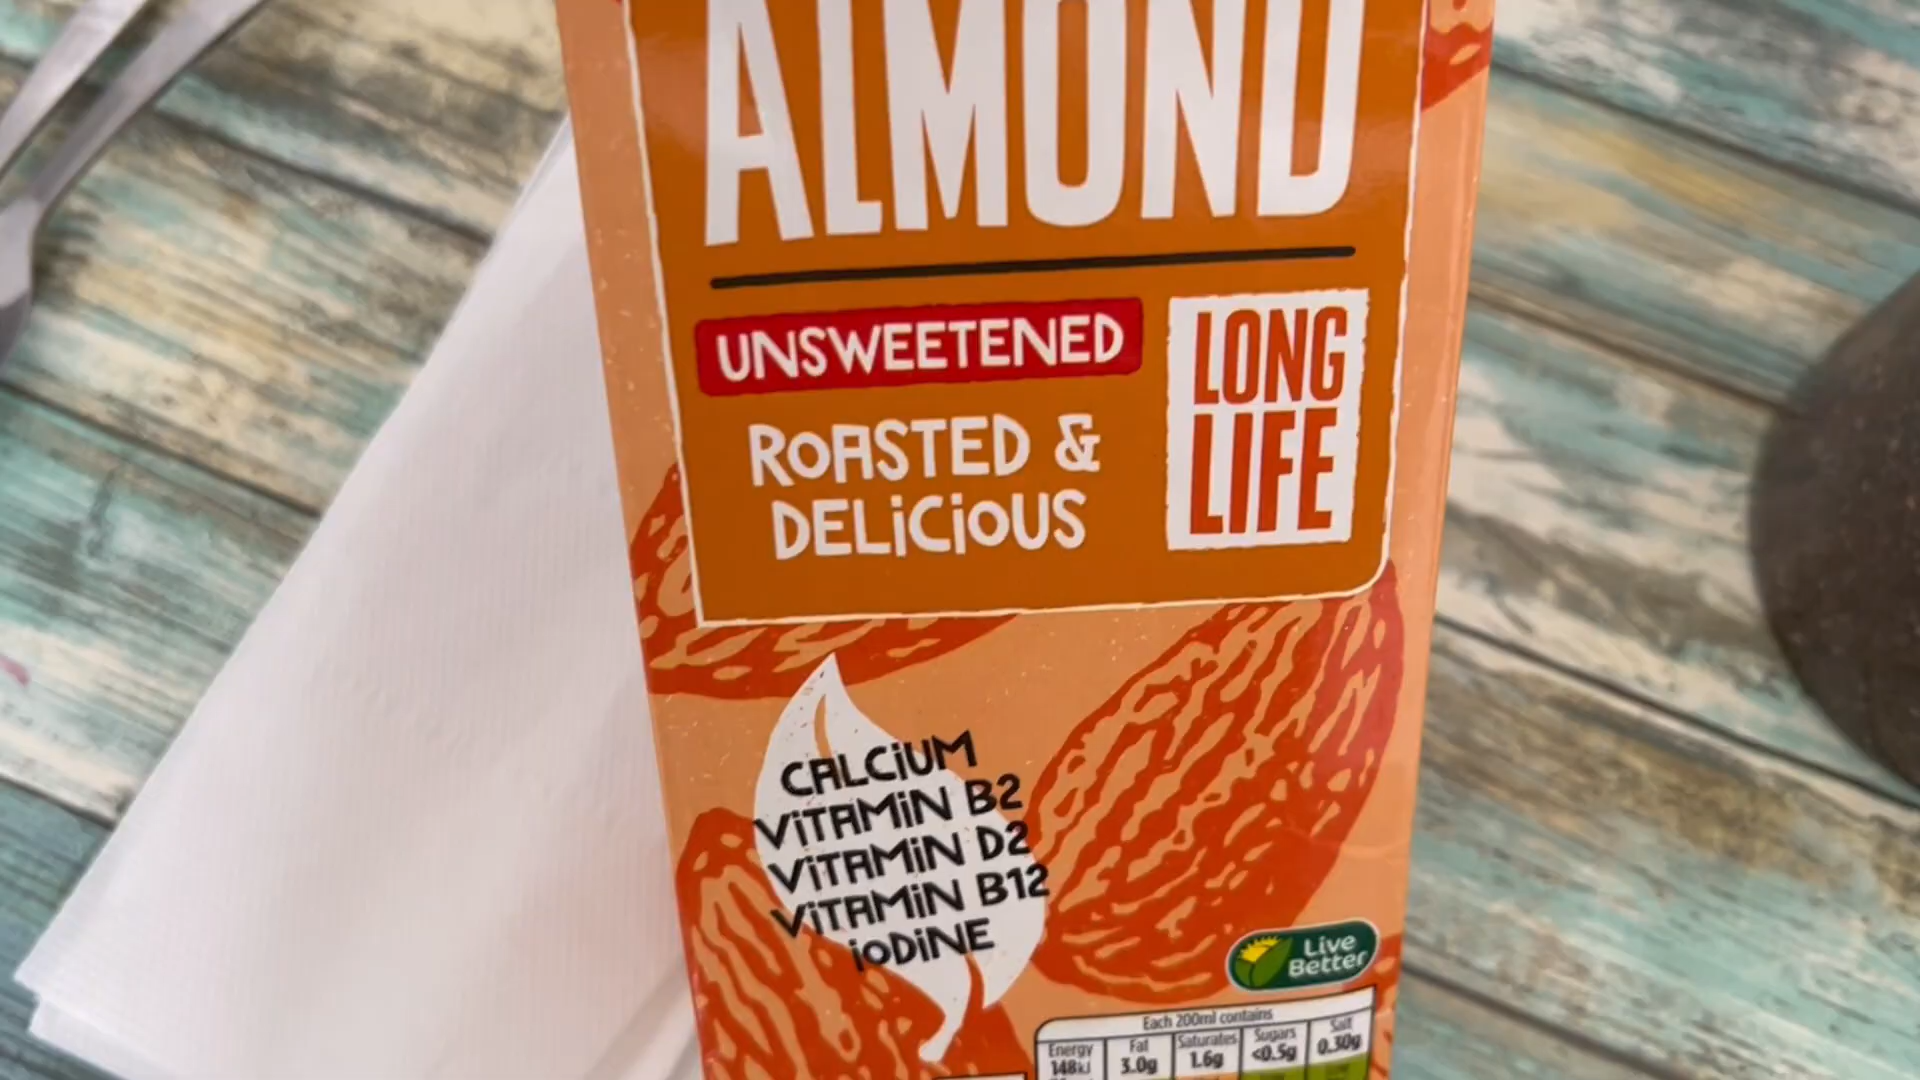 ALMOND
UNSWEETENED
ROASTED &
DELiCiOUS
LONG
LIFE
CALCiUM
ViTAMiN B2
ViTAMiN D2
ViTAMiN B12
iODiNE
Live
Better
Each 200ml contains
Energy Fat Saturates Sugars Salt
148kJ 3.0g 1.6g <0.5g 0.30g